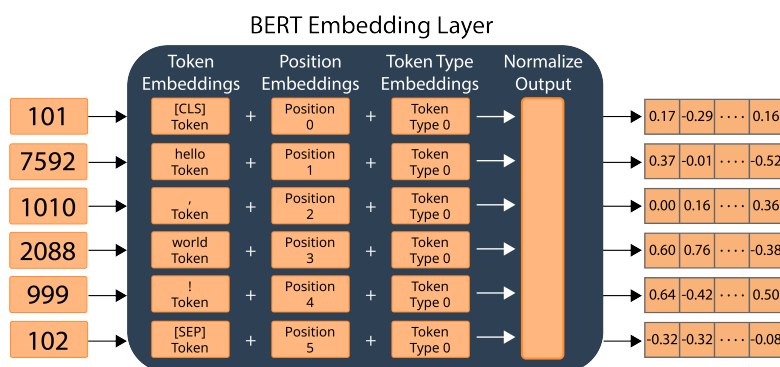 BERT Embedding Layer
Token Embeddings
Position Embeddings
Token Type Embeddings
Normalize Output
101
[CLS] Token
+
Position 0
+
Token Type 0
0.17 -0.29 ···· 0.16
7592
hello Token
+
Position 1
+
Token Type 0
0.37 -0.01 ···· -0.52
1010
, Token
+
Position 2
+
Token Type 0
0.00 0.16 ···· 0.36
2088
world Token
+
Position 3
+
Token Type 0
0.60 0.76 ···· -0.38
999
! Token
+
Position 4
+
Token Type 0
0.64 -0.42 ···· 0.50
102
[SEP] Token
+
Position 5
+
Token Type 0
-0.32 -0.32 ···· -0.08